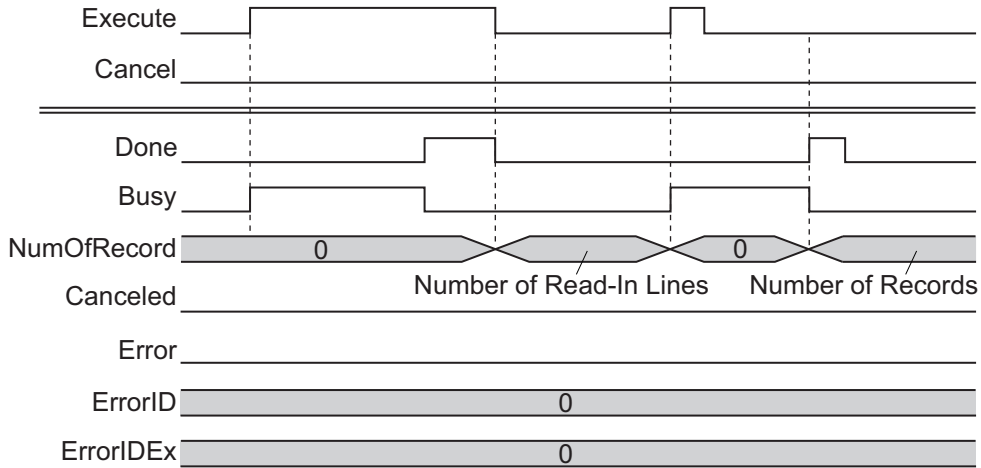 Execute
Cancel
Done
Busy
NumOfRecord 0 0
Number of Read-In Lines Number of Records
Canceled
Error
ErrorID 0
ErrorIDEx 0